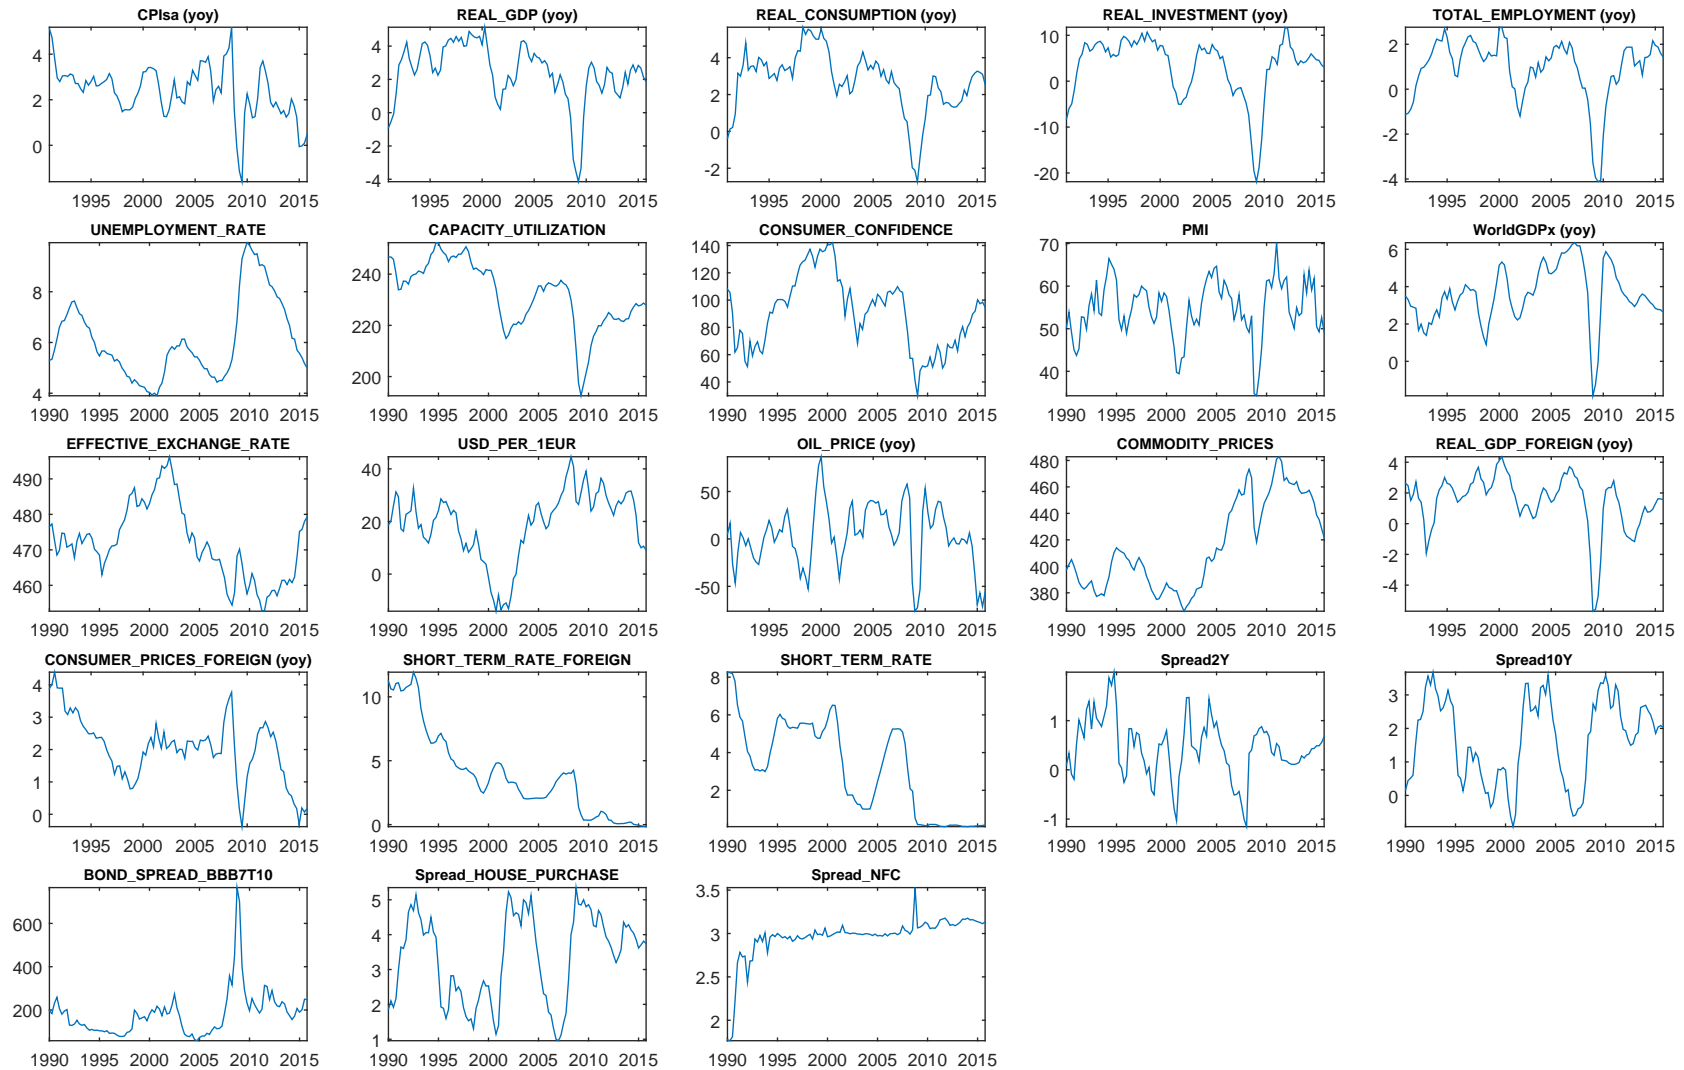 CPIsa (yoy) REAL_GDP (yoy) REAL_CONSUMPTION (yoy) REAL_INVESTMENT (yoy) TOTAL_EMPLOYMENT (yoy)
4 2 0
4 2 0 -2 -4
4 2 0 -2
10 0 -10 -20
2 0 -2 -4
1995 2000 2005 2010 2015 1995 2000 2005 2010 2015 1995 2000 2005 2010 2015 1995 2000 2005 2010 2015 1995 2000 2005 2010 2015
UNEMPLOYMENT_RATE CAPACITY_UTILIZATION CONSUMER_CONFIDENCE PMI WorldGDPx (yoy)
8 6 4
240 220 200
140 120 100 80 60 40
70 60 50 40
6 4 2 0
1990 1995 2000 2005 2010 2015 1990 1995 2000 2005 2010 2015 1990 1995 2000 2005 2010 2015 1990 1995 2000 2005 2010 2015 1995 2000 2005 2010 2015
EFFECTIVE_EXCHANGE_RATE USD_PER_1EUR OIL_PRICE (yoy) COMMODITY_PRICES REAL_GDP_FOREIGN (yoy)
490 480 470 460
40 20 0
50 0 -50
480 460 440 420 400 380
4 2 0 -2 -4
1990 1995 2000 2005 2010 2015 1990 1995 2000 2005 2010 2015 1995 2000 2005 2010 2015 1990 1995 2000 2005 2010 2015 1995 2000 2005 2010 2015
CONSUMER_PRICES_FOREIGN (yoy) SHORT_TERM_RATE_FOREIGN SHORT_TERM_RATE Spread2Y Spread10Y
4 3 2 1 0
10 5 0
8 6 4 2
1 0 -1
3 2 1 0
1995 2000 2005 2010 2015 1990 1995 2000 2005 2010 2015 1990 1995 2000 2005 2010 2015 1990 1995 2000 2005 2010 2015 1990 1995 2000 2005 2010 2015
BOND_SPREAD_BBB7T10 Spread_HOUSE_PURCHASE Spread_NFC
600 400 200
5 4 3 2 1
3.5 3 2.5 2
1990 1995 2000 2005 2010 2015 1990 1995 2000 2005 2010 2015 1990 1995 2000 2005 2010 2015